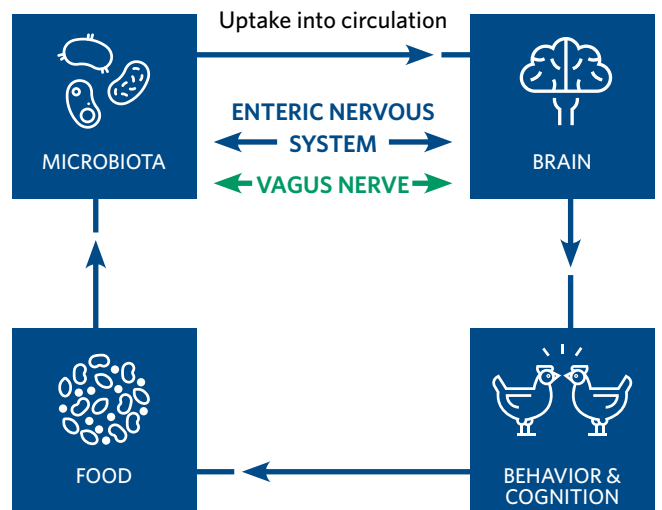 Uptake into circulation
ENTERIC NERVOUS
SYSTEM
VAGUS NERVE
MICROBIOTA
BRAIN
FOOD
BEHAVIOR &
COGNITION